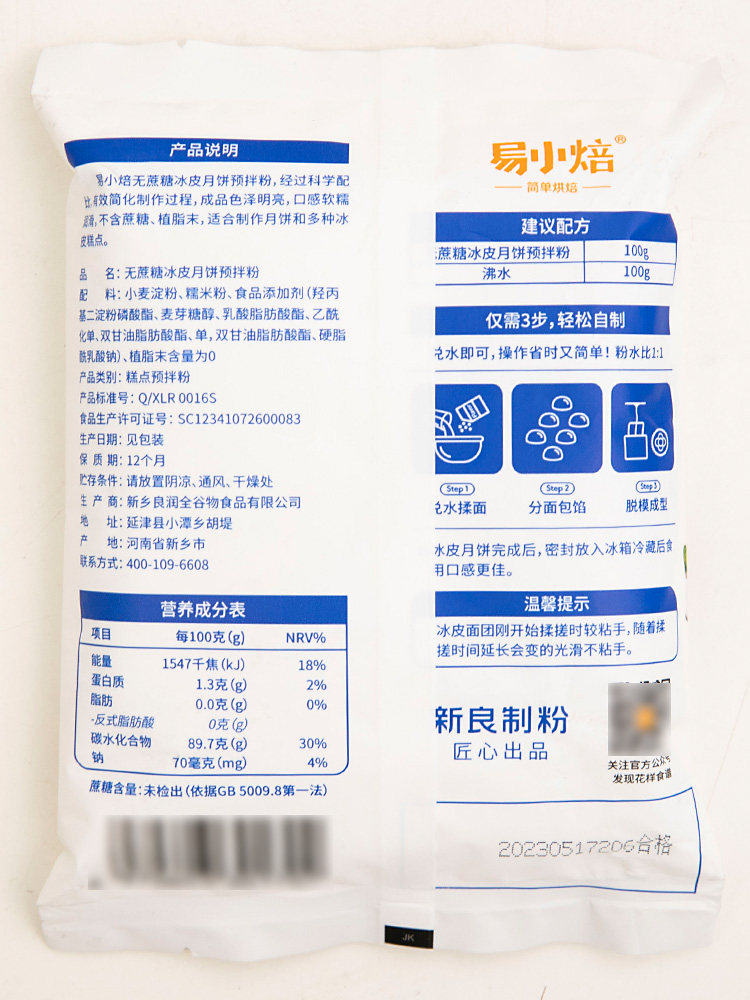 产品说明
易小焙无蔗糖冰皮月饼预拌粉，经过科学配
比，有效简化制作过程，成品色泽明亮，口感软糯
润滑，不含蔗糖、植脂末，适合制作月饼和多种冰
皮糕点。
品 名：无蔗糖冰皮月饼预拌粉
配 料：小麦淀粉、糯米粉、食品添加剂（羟丙
基二淀粉磷酸酯、麦芽糖醇、乳酸脂肪酸酯、乙酰
化单、双甘油脂肪酸酯、单，双甘油脂肪酸酯、硬脂
酰乳酸钠）、植脂末含量为0
产品类别：糕点预拌粉
产品标准号：Q/XLR 0016S
食品生产许可证号：SC12341072600083
生产日期：见包装
保 质 期：12个月
贮存条件：请放置阴凉、通风、干燥处
生 产 商：新乡良润全谷物食品有限公司
地 址：延津县小潭乡胡堤
产 地：河南省新乡市
联系方式：400-109-6608
营养成分表
项目 每100克(g) NRV%
能量 1547千焦(kJ) 18%
蛋白质 1.3克(g) 2%
脂肪 0.0克(g) 0%
-反式脂肪酸 0克(g)
碳水化合物 89.7克(g) 30%
钠 70毫克(mg) 4%
蔗糖含量：未检出（依据GB 5009.8第一法）
易小焙®
简单烘焙
建议配方
蔗糖冰皮月饼预拌粉 100g
沸水 100g
仅需3步，轻松自制
兑水即可，操作省时又简单！粉水比1:1
Step 1 Step 2 Step 3
兑水揉面 分面包馅 脱模成型
冰皮月饼完成后，密封放入冰箱冷藏后食
用口感更佳。
温馨提示
冰皮面团刚开始揉搓时较粘手，随着揉
搓时间延长会变的光滑不粘手。
新良制粉
匠心出品
关注官方公众号
发现花样食谱
20230517206合格
JK